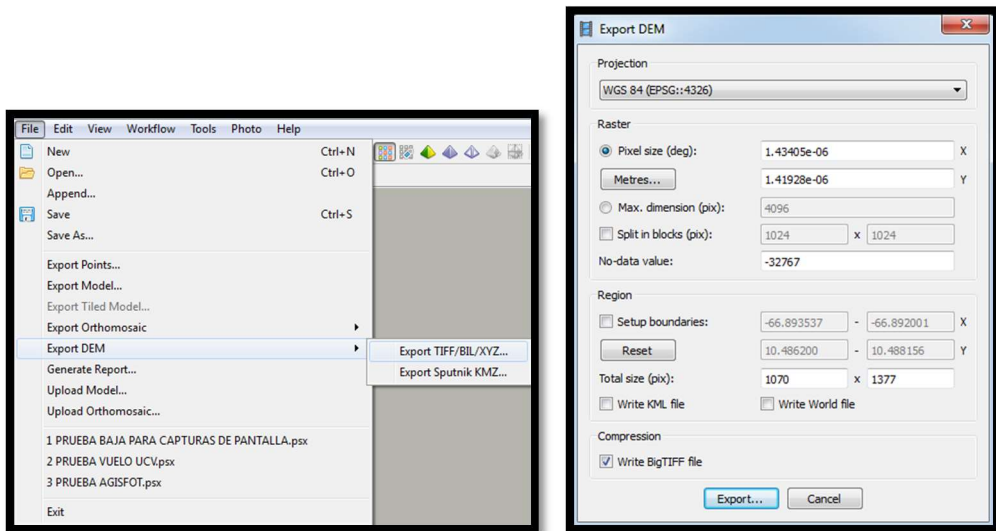 File Edit View Workflow Tools Photo Help
New Ctrl+N
Open... Ctrl+O
Append...
Save Ctrl+S
Save As...
Export Points...
Export Model...
Export Tiled Model...
Export Orthomosaic
Export DEM
Export TIFF/BIL/XYZ...
Export Sputnik KMZ...
Generate Report...
Upload Model...
Upload Orthomosaic...
1 PRUEBA BAJA PARA CAPTURAS DE PANTALLA.psx
2 PRUEBA VUELO UCV.psx
3 PRUEBA AGISFOT.psx
Exit
Export DEM
Projection
WGS 84 (EPSG::4326)
Raster
Pixel size (deg): 1.43405e-06 X
Metres... 1.41928e-06 Y
Max. dimension (pix): 4096
Split in blocks (pix): 1024 x 1024
No-data value: -32767
Region
Setup boundaries: -66.893537 - -66.892001 X
Reset 10.486200 - 10.488156 Y
Total size (pix): 1070 x 1377
Write KML file Write World file
Compression
Write BigTIFF file
Export... Cancel